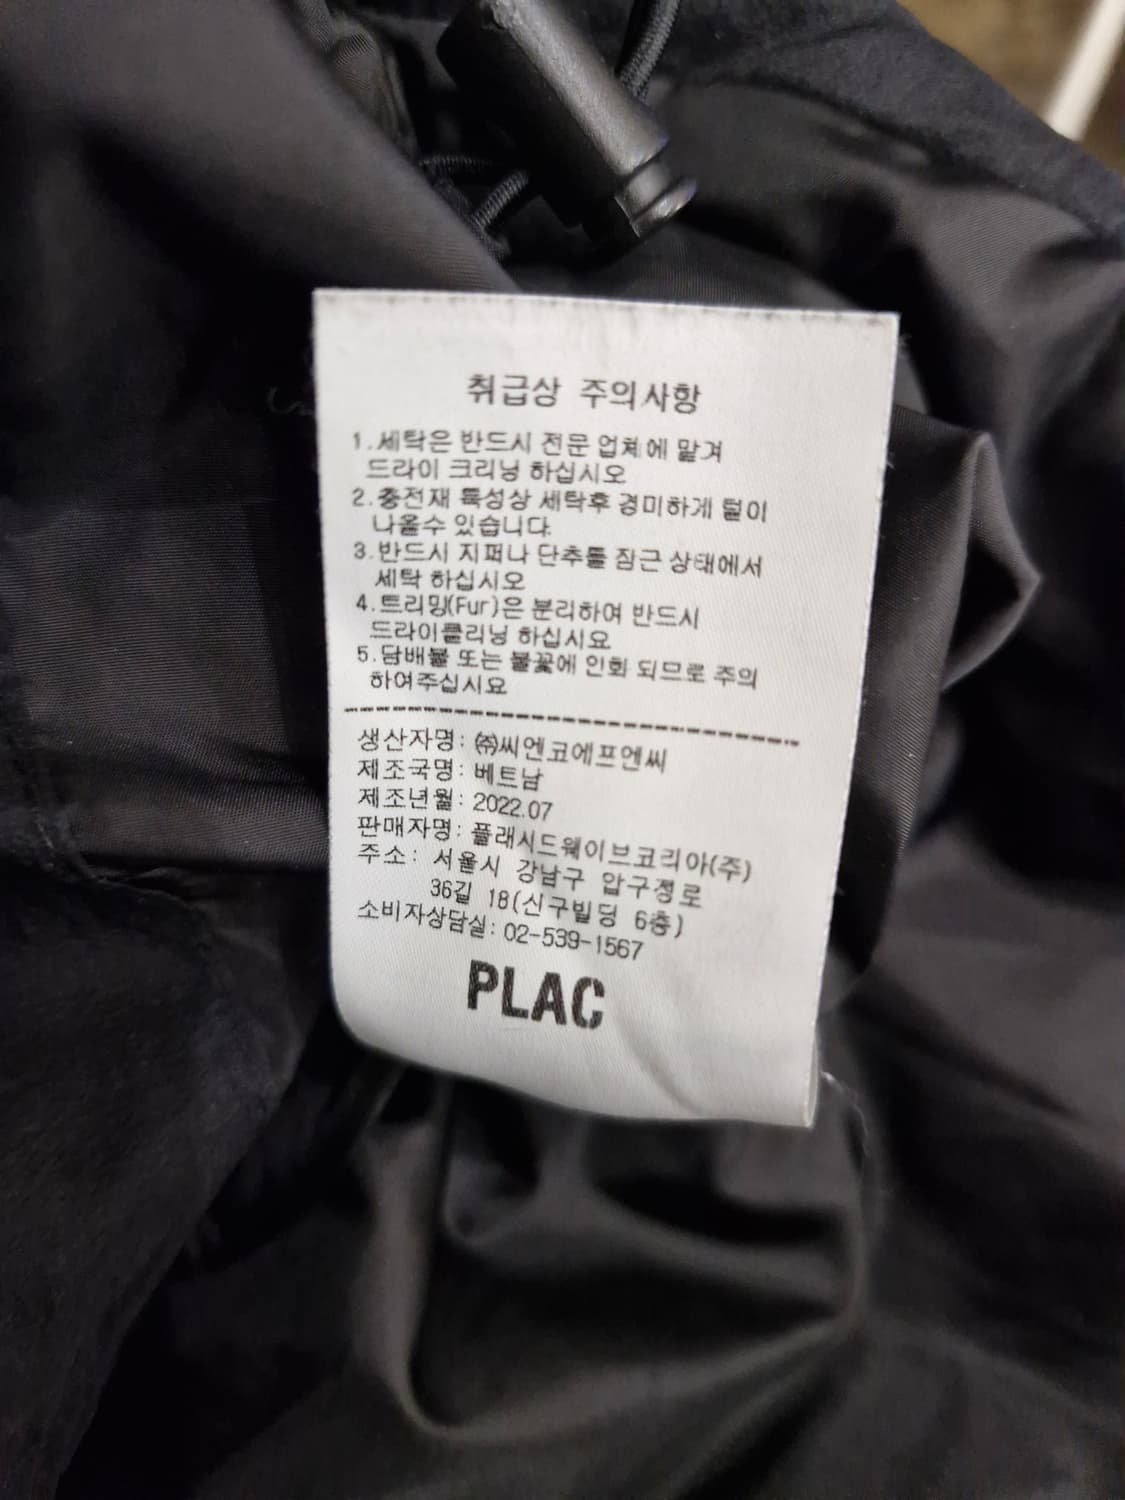 취급상 주의사항
1.세탁은 반드시 전문 업체에 맡겨
드라이 크리닝 하십시오
2.충전재 특성상 세탁후 경미하게 털이
나올수 있습니다.
3.반드시 지퍼나 단추를 잠근 상태에서
세탁 하십시오
4.트리밍(Fur)은 분리하여 반드시
드라이클리닝 하십시요
5.담배불 또는 불꽃에 인화 되므로 주의
하여주십시요
생산자명: ㈜씨엔코에프엔씨
제조국명: 베트남
제조년월: 2022.07
판매자명: 플래시드웨이브코리아(주)
주소: 서울시 강남구 압구정로
36길 18(신구빌딩 6층)
소비자상담실: 02-539-1567
PLAC